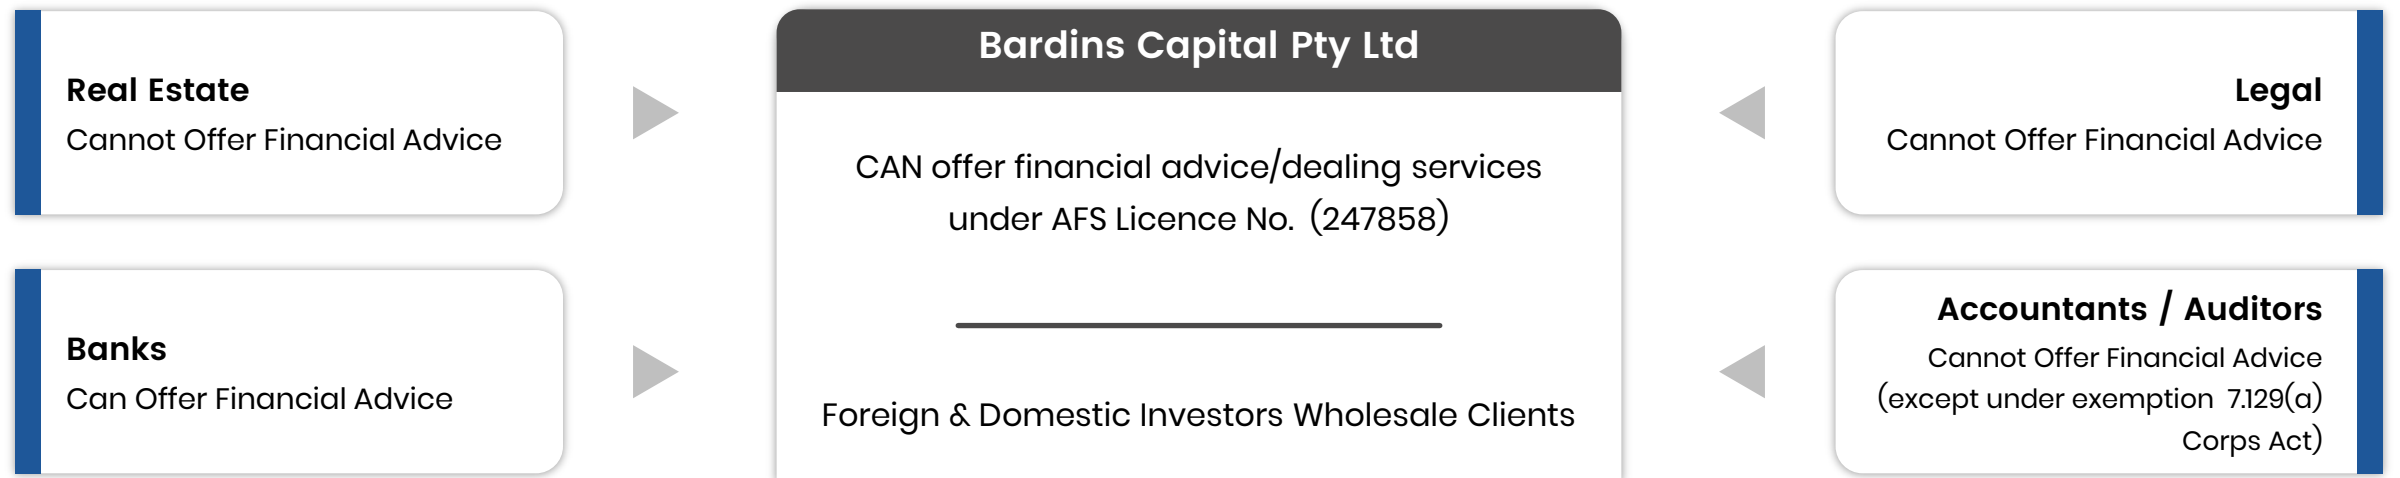 Real Estate
Cannot Offer Financial Advice
Banks
Can Offer Financial Advice
Bardins Capital Pty Ltd
CAN offer financial advice/dealing services
under AFS Licence No. (247858)
Foreign & Domestic Investors Wholesale Clients
Legal
Cannot Offer Financial Advice
Accountants / Auditors
Cannot Offer Financial Advice
(except under exemption 7.129(a)
Corps Act)